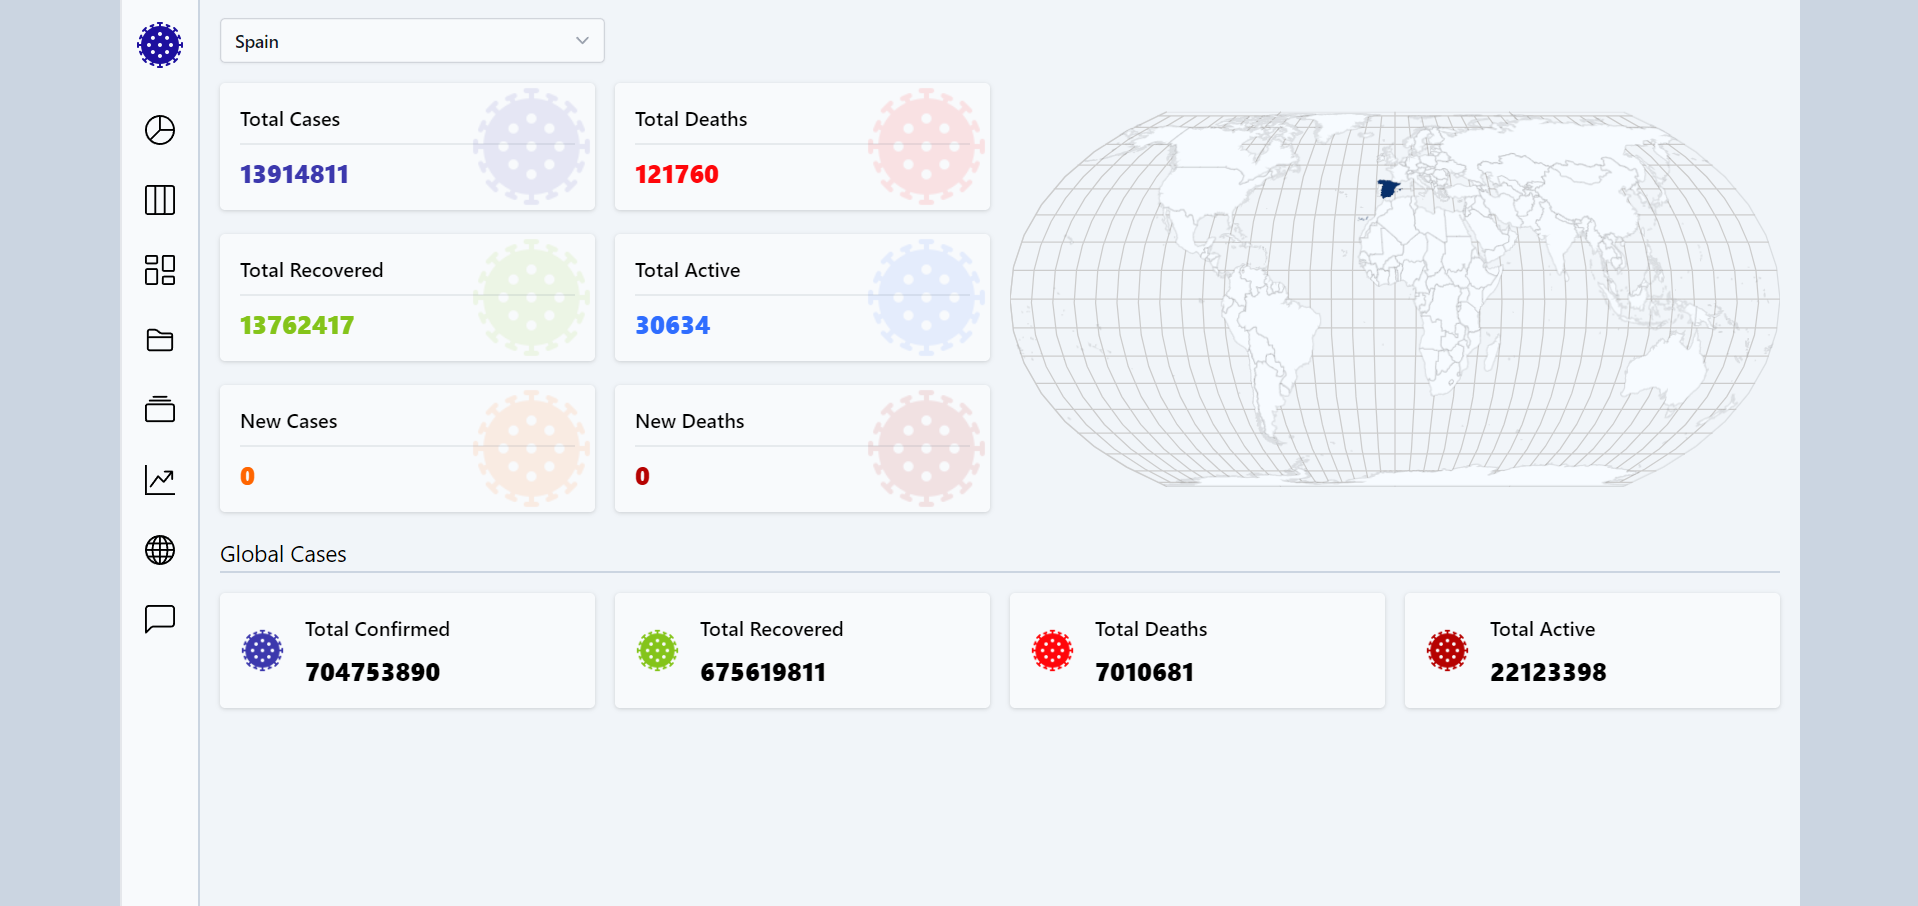 Spain
Total Cases
13914811
Total Deaths
121760
Total Recovered
13762417
Total Active
30634
New Cases
0
New Deaths
0
Global Cases
Total Confirmed
704753890
Total Recovered
675619811
Total Deaths
7010681
Total Active
22123398